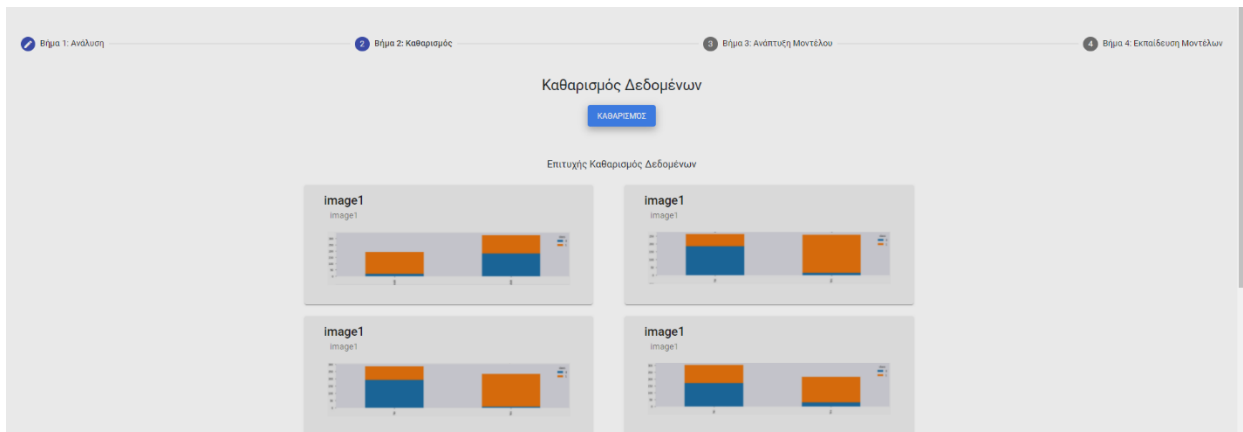 Βήμα 1: Ανάλυση
2 Βήμα 2: Καθαρισμός
3 Βήμα 3: Ανάπτυξη Μοντέλου
4 Βήμα 4: Εκπαίδευση Μοντέλων
Καθαρισμός Δεδομένων
ΚΑΘΑΡΙΣΜΌΣ
Επιτυχής Καθαρισμός Δεδομένων
image1
image1
image1
image1
image1
image1
image1
image1